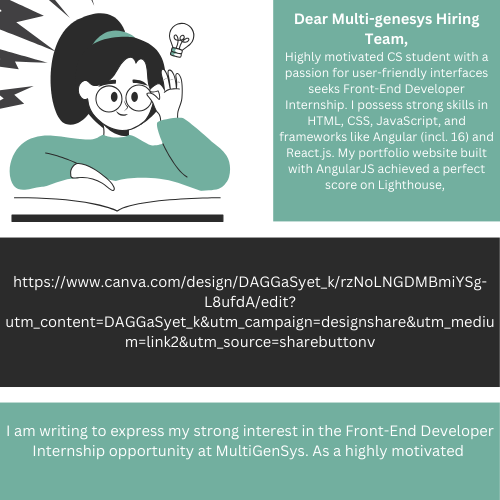 Dear Multi-genesys Hiring
Team,
Highly motivated CS student with a
passion for user-friendly interfaces
seeks Front-End Developer
Internship. I possess strong skills in
HTML, CSS, JavaScript, and
frameworks like Angular (incl. 16) and
React.js. My portfolio website built
with AngularJS achieved a perfect
score on Lighthouse,
https://www.canva.com/design/DAGGaSyet_k/rzNoLNGDMBmiYSg-
L8ufdA/edit?
utm_content=DAGGaSyet_k&utm_campaign=designshare&utm_mediu
m=link2&utm_source=sharebuttonv
I am writing to express my strong interest in the Front-End Developer
Internship opportunity at MultiGenSys. As a highly motivated